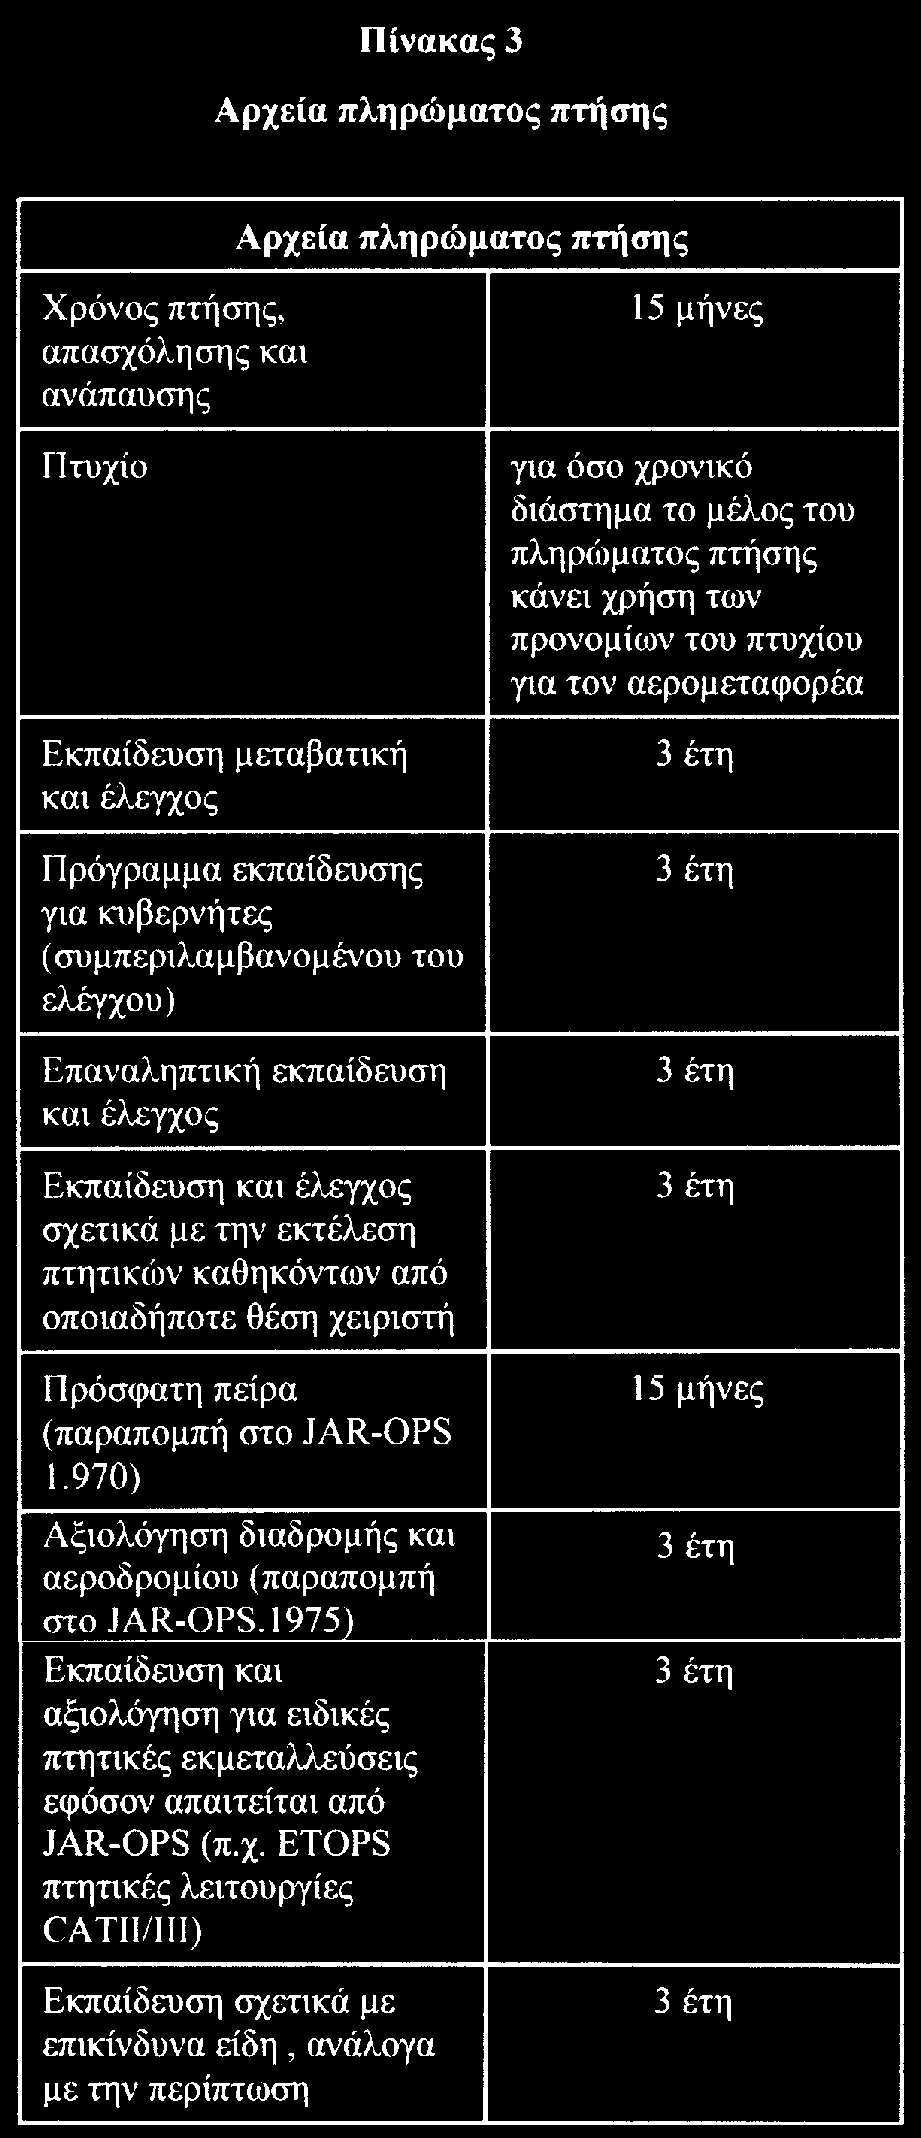 Πίνακας 3
Αρχεία πληρώματος πτήσης
Αρχεία πληρώματος πτήσης
Χρόνος πτήσης,
απασχόλησης και
ανάπαυσης
15 μήνες
Πτυχίο
για όσο χρονικό
διάστημα το μέλος του
πληρώματος πτήσης
κάνει χρήση των
προνομίων του πτυχίου
για τον αερομεταφορέα
Εκπαίδευση μεταβατική
και έλεγχος
3 έτη
Πρόγραμμα εκπαίδευσης
για κυβερνήτες
(συμπεριλαμβανομένου του
ελέγχου)
3 έτη
Επαναληπτική εκπαίδευση
και έλεγχος
3 έτη
Εκπαίδευση και έλεγχος
σχετικά με την εκτέλεση
πτητικών καθηκόντων από
οποιαδήποτε θέση χειριστή
3 έτη
Πρόσφατη πείρα
(παραπομπή στο JAR-OPS
1.970)
15 μήνες
Αξιολόγηση διαδρομής και
αεροδρομίου (παραπομπή
στο JAR-OPS.1975)
3 έτη
Εκπαίδευση και
αξιολόγηση για ειδικές
πτητικές εκμεταλλεύσεις
εφόσον απαιτείται από
JAR-OPS (π.χ. ETOPS
πτητικές λειτουργίες
CATII/III)
3 έτη
Εκπαίδευση σχετικά με
επικίνδυνα είδη , ανάλογα
με την περίπτωση
3 έτη